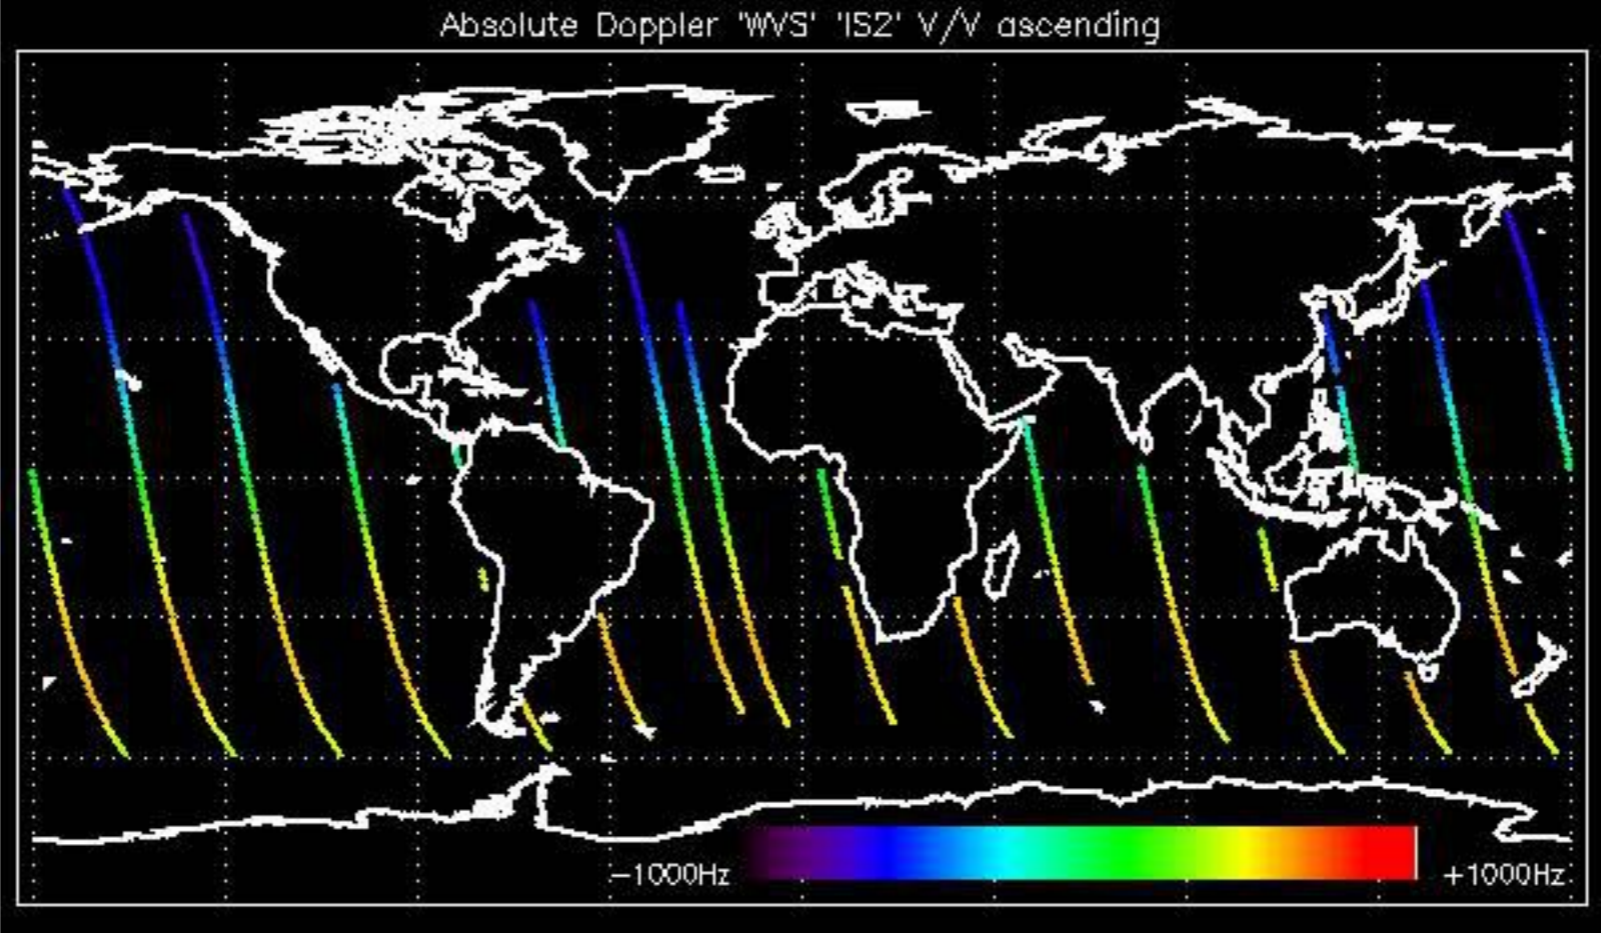 Absolute Doppler 'WVS' 'IS2' V/V ascending
-1000Hz +1000Hz